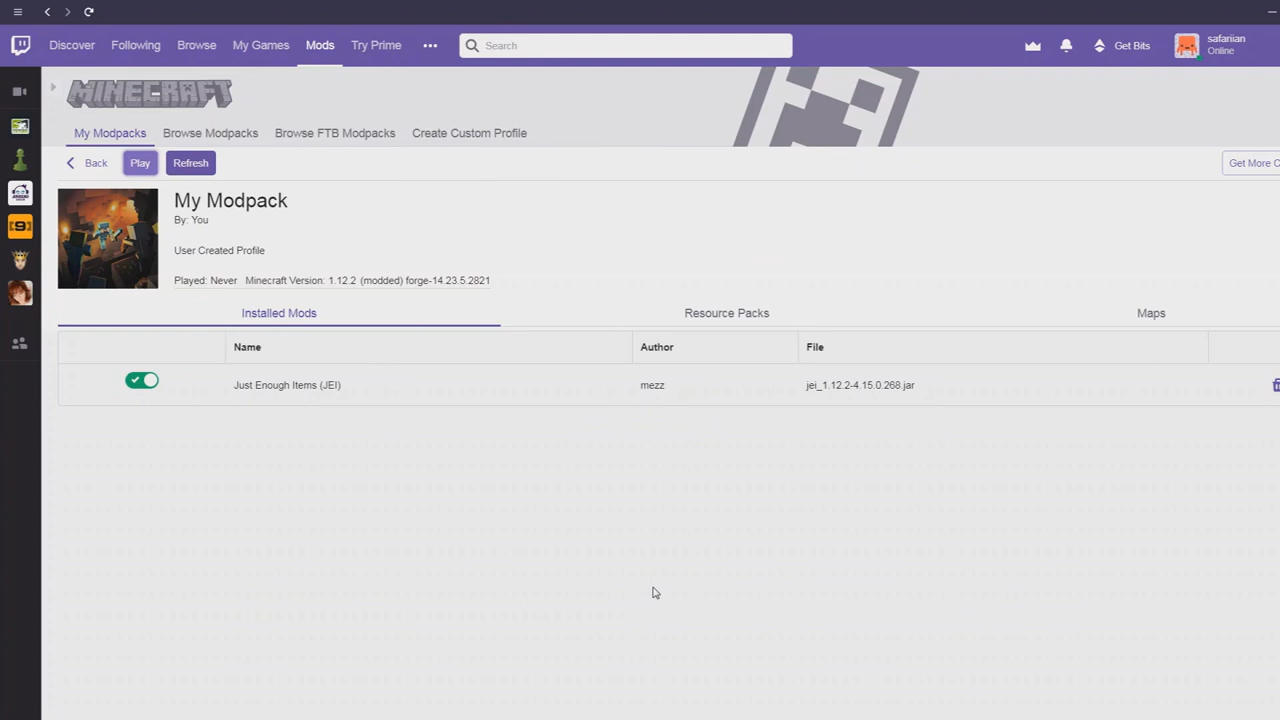 Discover Following Browse My Games Mods Try Prime Search Get Bits safariian
Online
MINECRAFT
My Modpacks Browse Modpacks Browse FTB Modpacks Create Custom Profile
Back Play Refresh Get More C
My Modpack
By: You
User Created Profile
Played: Never Minecraft Version: 1.12.2 (modded) forge-14.23.5.2821
Installed Mods Resource Packs Maps
Name Author File
Just Enough Items (JEI) mezz jei_1.12.2-4.15.0.268.jar